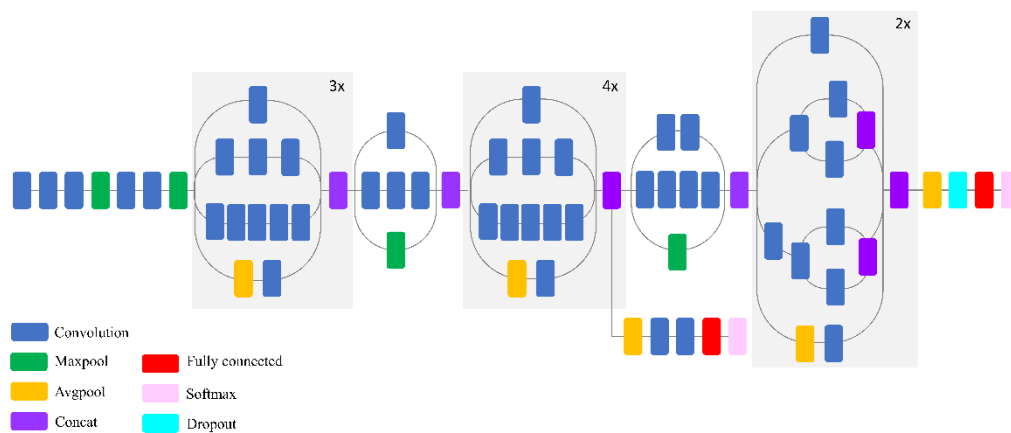 2x
3x
4x
Convolution
Maxpool
Fully connected
Avgpool
Softmax
Concat
Dropout